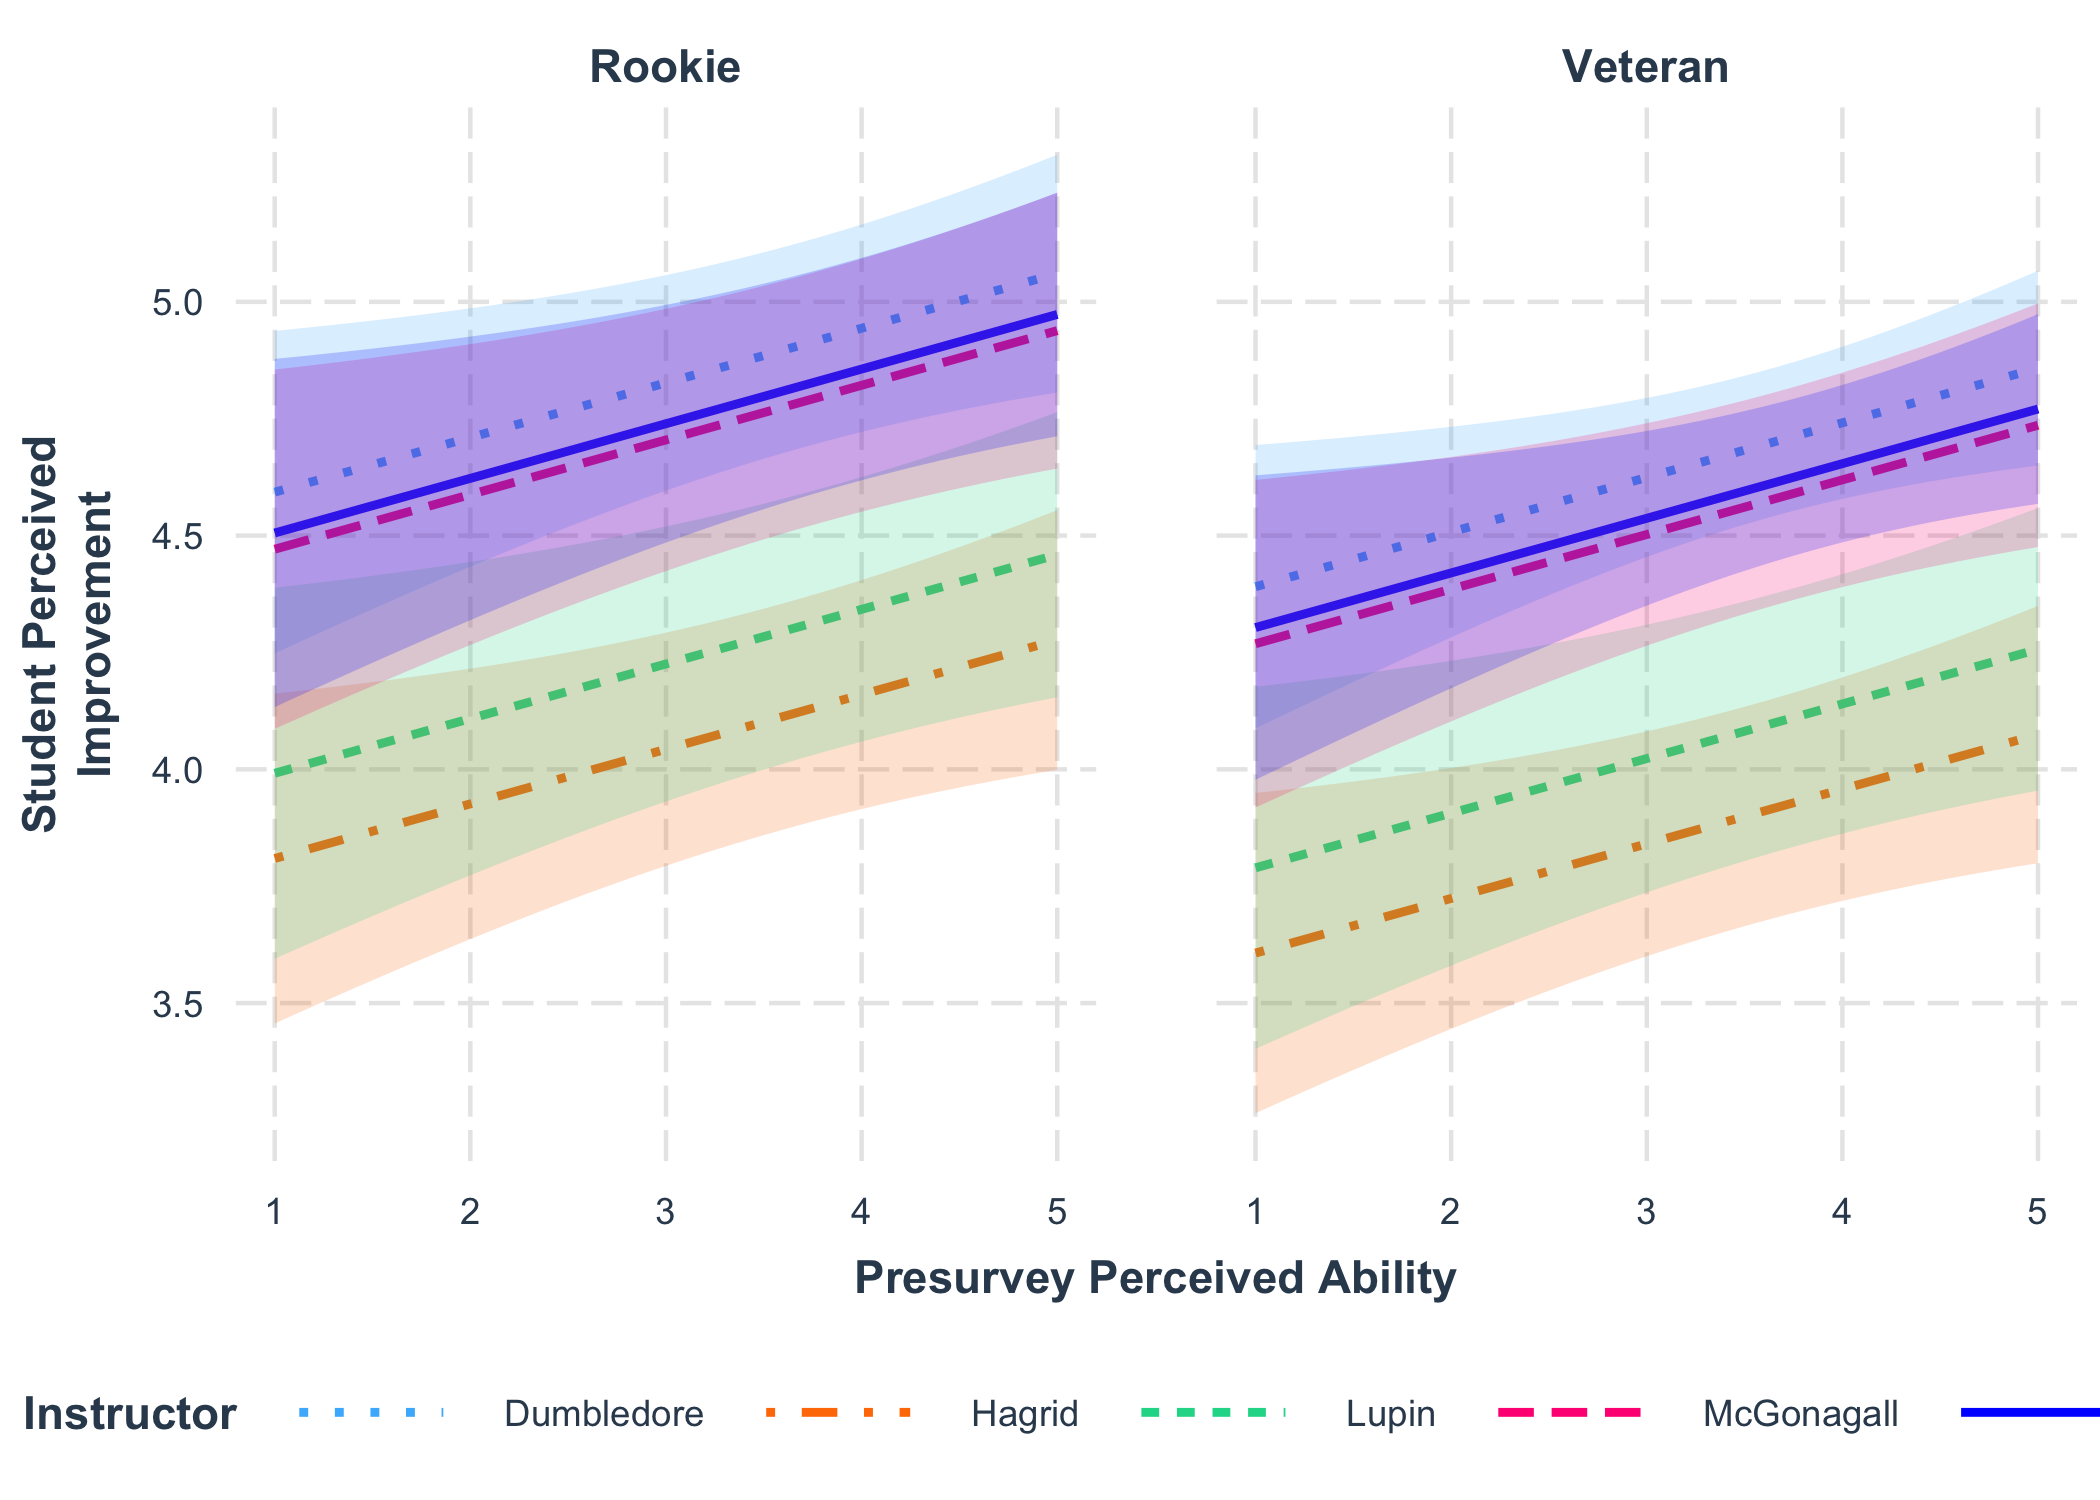 Rookie
Veteran
Student Perceived
Improvement
5.0
4.5
4.0
3.5
1 2 3 4 5
1 2 3 4 5
Presurvey Perceived Ability
Instructor Dumbledore Hagrid Lupin McGonagall